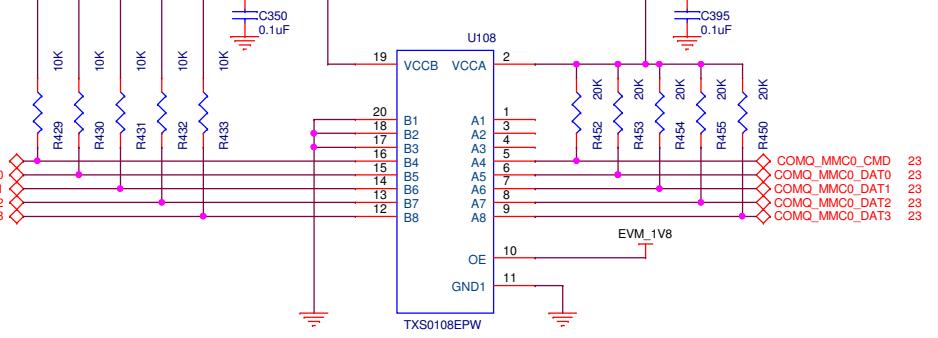 C350
0.1uF
C395
0.1uF
U108
10K
10K
10K
10K
10K
R429
R430
R431
R432
R433
19
VCCB
VCCA
2
20K
20K
20K
20K
20K
R452
R453
R454
R455
R450
20
B1
A1
1
18
B2
A2
3
17
B3
A3
4
16
B4
A4
5
COMQ_MMC0_CMD
23
0
15
B5
A5
6
COMQ_MMC0_DAT0
23
1
14
B6
A6
7
COMQ_MMC0_DAT1
23
2
13
B7
A7
8
COMQ_MMC0_DAT2
23
3
12
B8
A8
9
COMQ_MMC0_DAT3
23
EVM_1V8
OE
10
GND1
11
TXS0108EPW